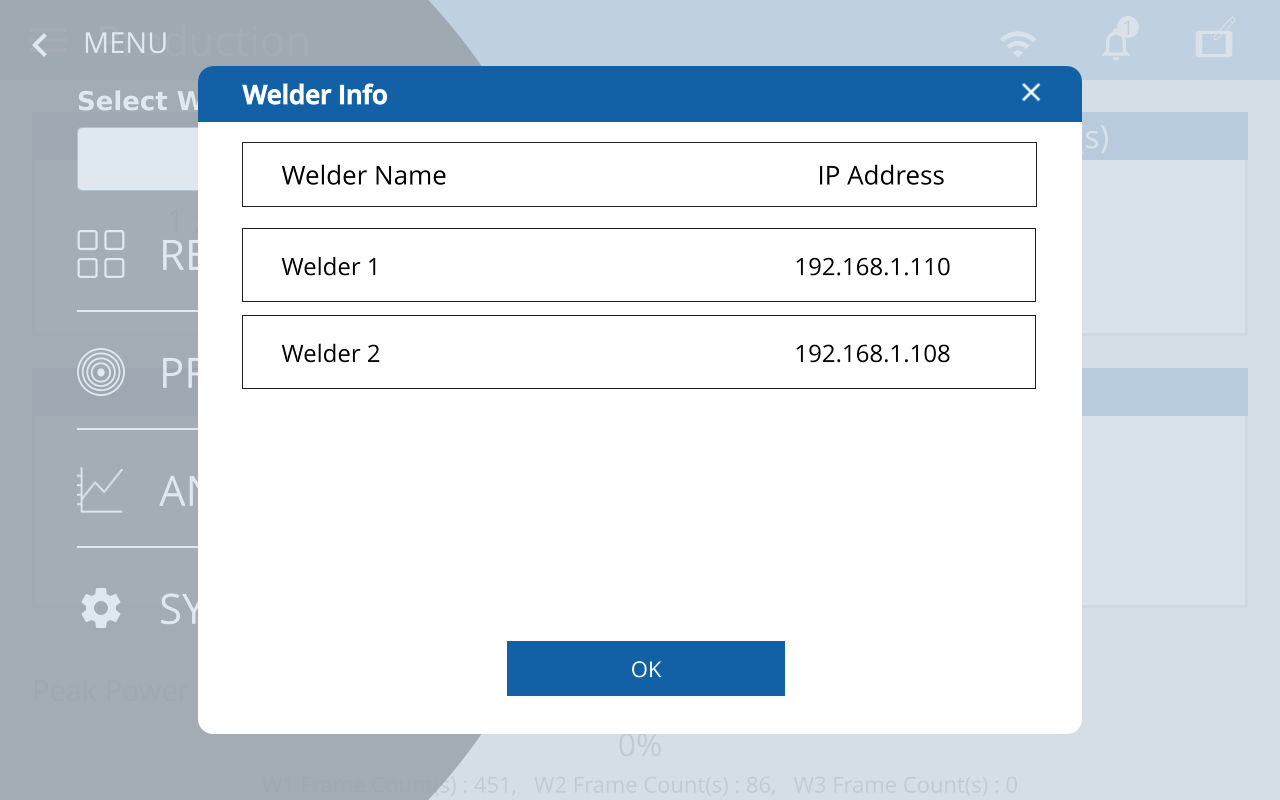 MENU
duction
1
Select W
Welder Info
s)
Welder Name IP Address
Welder 1 192.168.1.110
Welder 2 192.168.1.108
1
RE
PR
AN
SY
OK
Peak Power
0%
W1 Frame Count(s) : 451, W2 Frame Count(s) : 86, W3 Frame Count(s) : 0